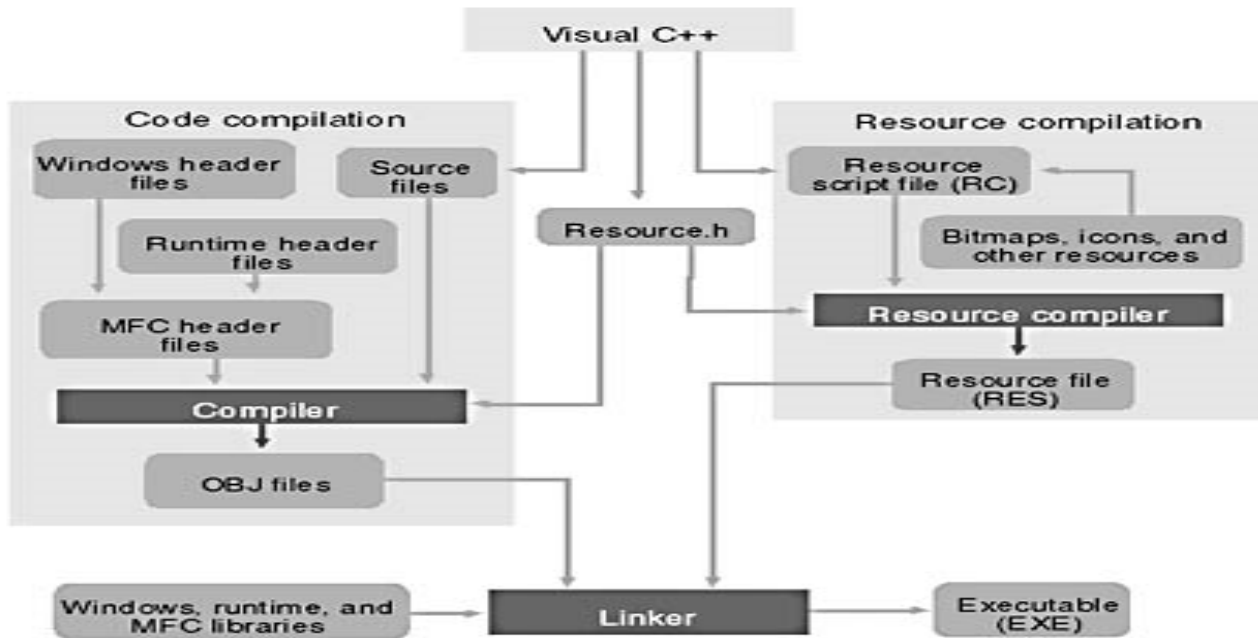 Visual C++
Code compilation
Windows header
files
Source
files
Runtime header
files
MFC header
files
Compiler
OBJ files
Resource.h
Resource compilation
Resource
script file (RC)
Bitmaps, icons, and
other resources
Resource compiler
Resource file
(RES)
Windows, runtime, and
MFC libraries
Linker
Executable
(EXE)